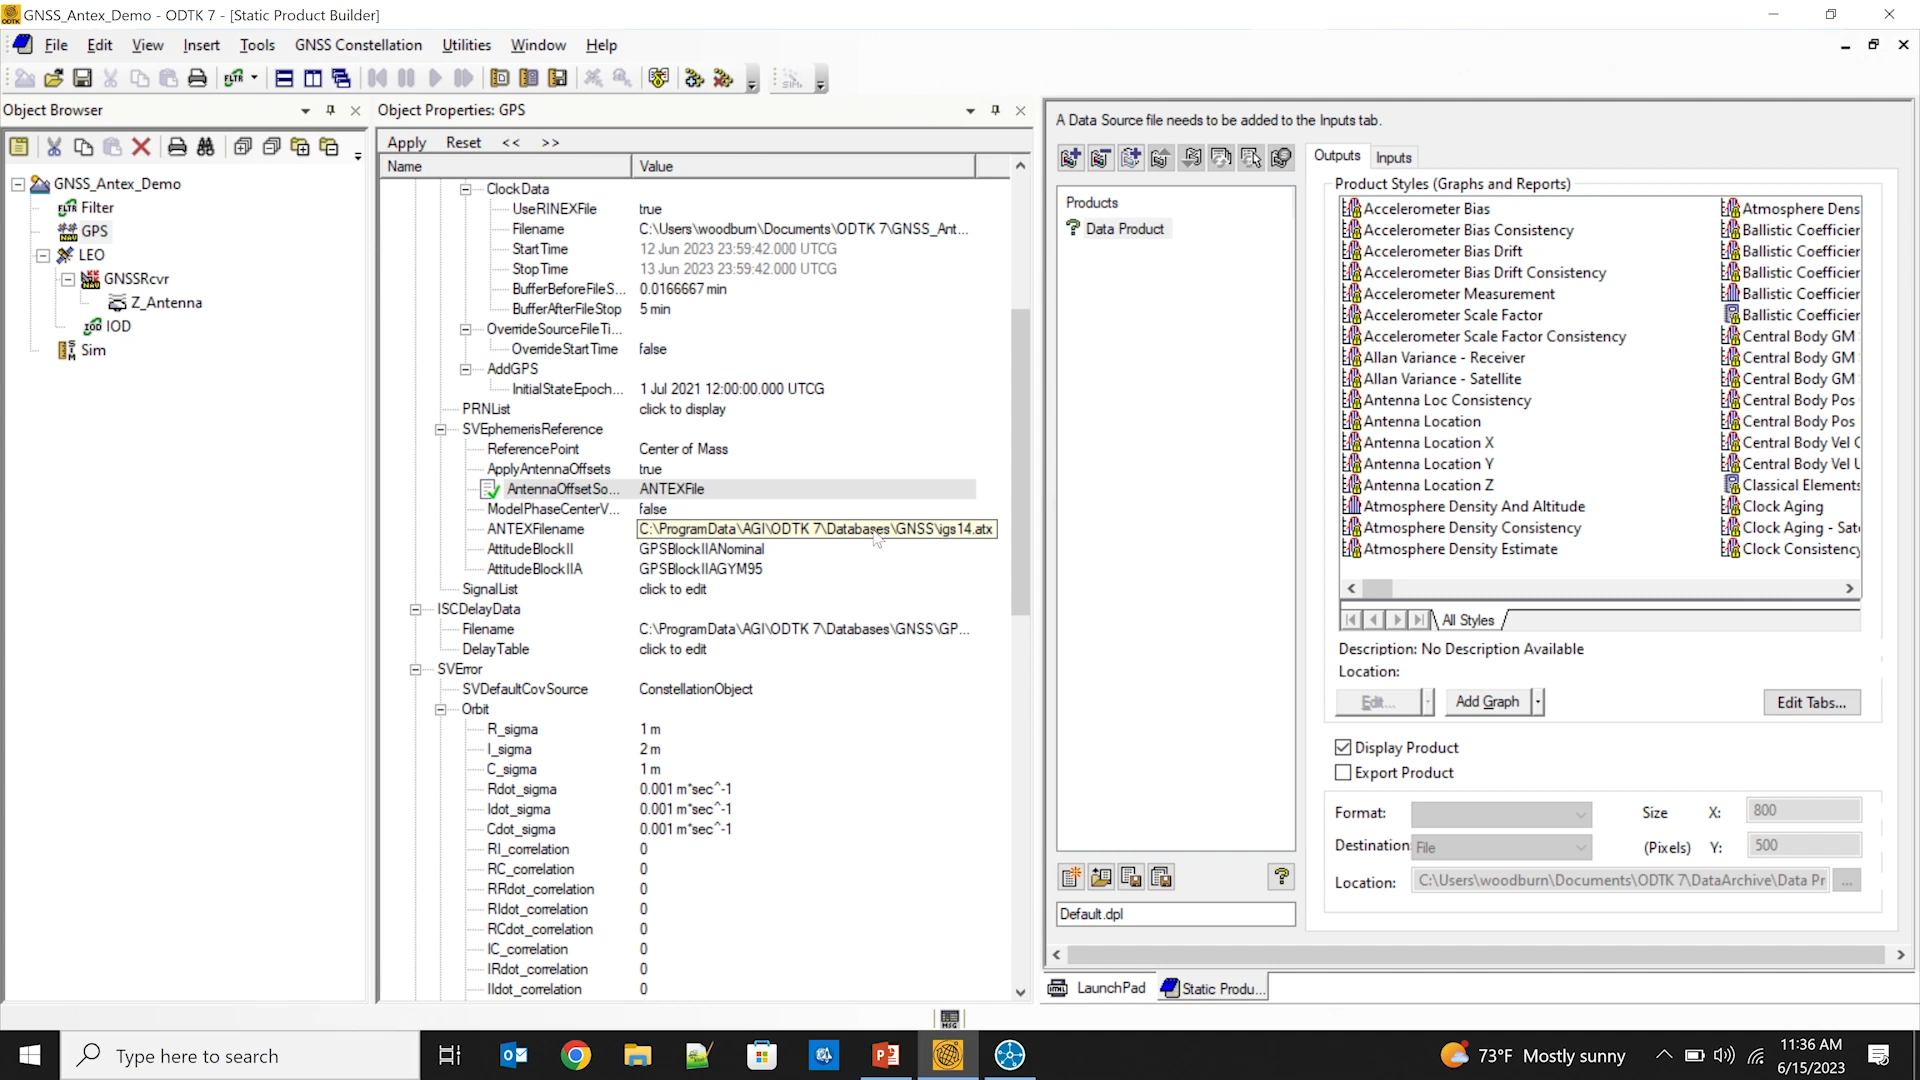 GNSS_Antex_Demo - ODTK 7 - [Static Product Builder]
File Edit View Insert Tools GNSS Constellation Utilities Window Help
Object Browser
GNSS_Antex_Demo
Filter
GPS
LEO
GNSSRcvr
Z_Antenna
IOD
Sim
Object Properties: GPS
Apply Reset << >>
Name Value
ClockData
UseRINEXFile true
Filename C:\Users\woodburn\Documents\ODTK 7\GNSS_Ant...
StartTime 12 Jun 2023 23:59:42.000 UTCG
StopTime 13 Jun 2023 23:59:42.000 UTCG
BufferBeforeFileS... 0.0166667 min
BufferAfterFileStop 5 min
OverrideSourceFileTi...
OverrideStartTime false
AddGPS
InitialStateEpoch... 1 Jul 2021 12:00:00.000 UTCG
PRNList click to display
SVEphemerisReference
ReferencePoint Center of Mass
ApplyAntennaOffsets true
AntennaOffsetSo... ANTEXFile
ModelPhaseCenterV... false
ANTEXFilename C:\ProgramData\AGI\ODTK 7\Databases\GNSS\igs14.atx
AttitudeBlockII GPSBlockIIANominal
AttitudeBlockIIA GPSBlockIIAGYM95
SignalList click to edit
ISCDelayData
Filename C:\ProgramData\AGI\ODTK 7\Databases\GNSS\GP...
DelayTable click to edit
SVError
SVDefaultCovSource ConstellationObject
Orbit
R_sigma 1 m
I_sigma 2 m
C_sigma 1 m
Rdot_sigma 0.001 m*sec^-1
Idot_sigma 0.001 m*sec^-1
Cdot_sigma 0.001 m*sec^-1
RI_correlation 0
RC_correlation 0
RRdot_correlation 0
RIdot_correlation 0
RCdot_correlation 0
IC_correlation 0
IRdot_correlation 0
IIdot_correlation 0
A Data Source file needs to be added to the Inputs tab.
Products
Data Product
Default.dpl
Outputs Inputs
Product Styles (Graphs and Reports)
Accelerometer Bias
Accelerometer Bias Consistency
Accelerometer Bias Drift
Accelerometer Bias Drift Consistency
Accelerometer Measurement
Accelerometer Scale Factor
Accelerometer Scale Factor Consistency
Allan Variance - Receiver
Allan Variance - Satellite
Antenna Loc Consistency
Antenna Location
Antenna Location X
Antenna Location Y
Antenna Location Z
Atmosphere Density And Altitude
Atmosphere Density Consistency
Atmosphere Density Estimate
Atmosphere Dens
Ballistic Coefficier
Ballistic Coefficier
Ballistic Coefficier
Ballistic Coefficier
Ballistic Coefficier
Central Body GM
Central Body GM
Central Body GM
Central Body Pos
Central Body Pos
Central Body Vel C
Central Body Vel U
Classical Elements
Clock Aging
Clock Aging - Sate
Clock Consistency
All Styles
Description: No Description Available
Location:
Edit... Add Graph Edit Tabs...
Display Product
Export Product
Format: Size X: 800
Destination: File (Pixels) Y: 500
Location: C:\Users\woodburn\Documents\ODTK 7\DataArchive\Data Pr ...
LaunchPad Static Produ...
MSG
Type here to search
73°F Mostly sunny
11:36 AM
6/15/2023